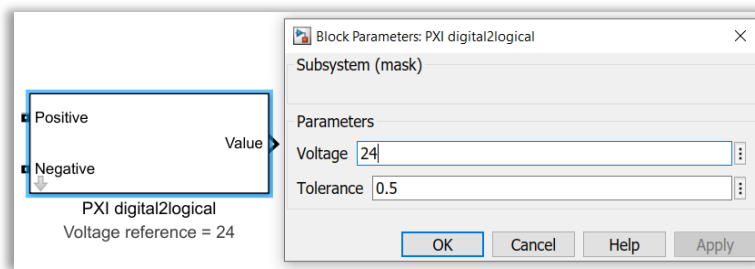 Positive
Value
Negative
PXI digital2logical
Voltage reference = 24
Block Parameters: PXI digital2logical
Subsystem (mask)
Parameters
Voltage 24
Tolerance 0.5
OK Cancel Help Apply